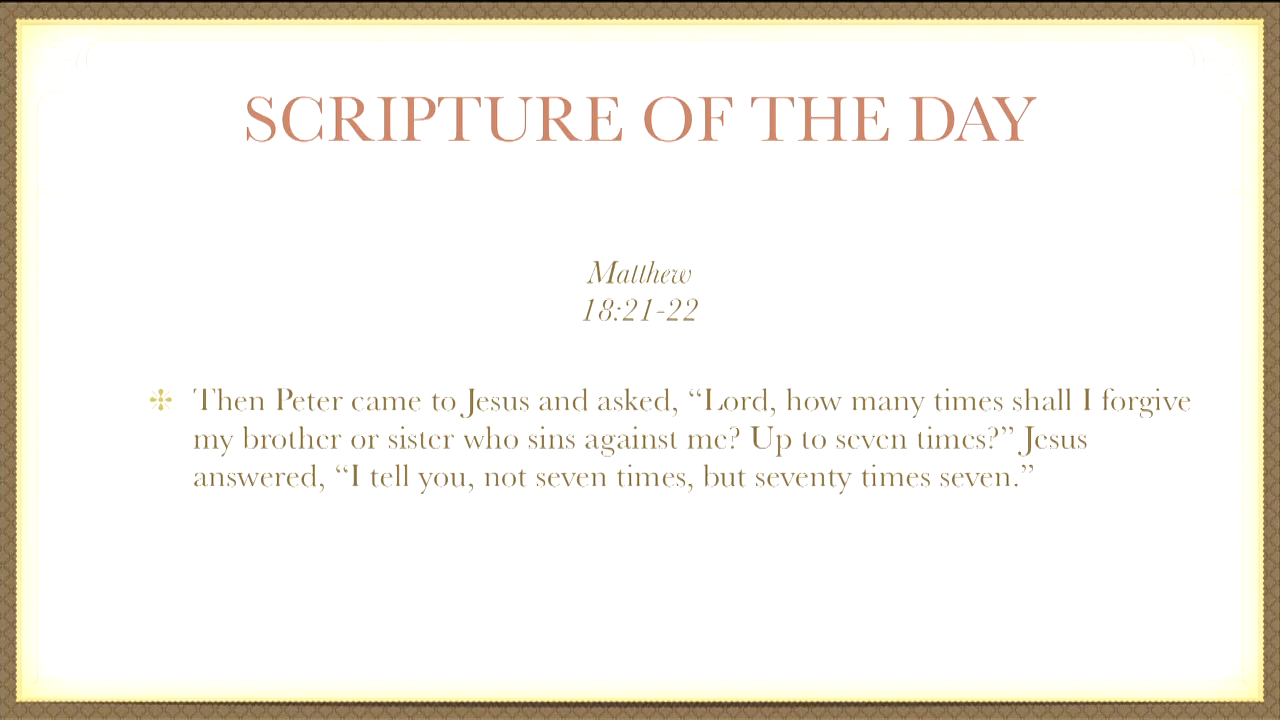 SCRIPTURE OF THE DAY
Matthew
18:21-22
Then Peter came to Jesus and asked, “Lord, how many times shall I forgive
my brother or sister who sins against me? Up to seven times?” Jesus
answered, “I tell you, not seven times, but seventy times seven.”